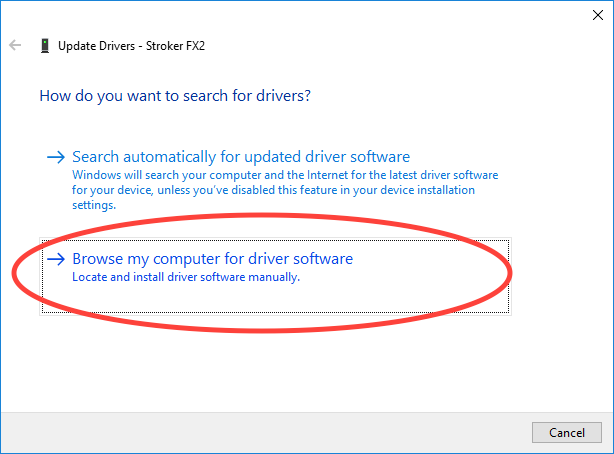 Update Drivers - Stroker FX2
How do you want to search for drivers?
Search automatically for updated driver software
Windows will search your computer and the Internet for the latest driver software
for your device, unless you've disabled this feature in your device installation
settings.
Browse my computer for driver software
Locate and install driver software manually.
Cancel